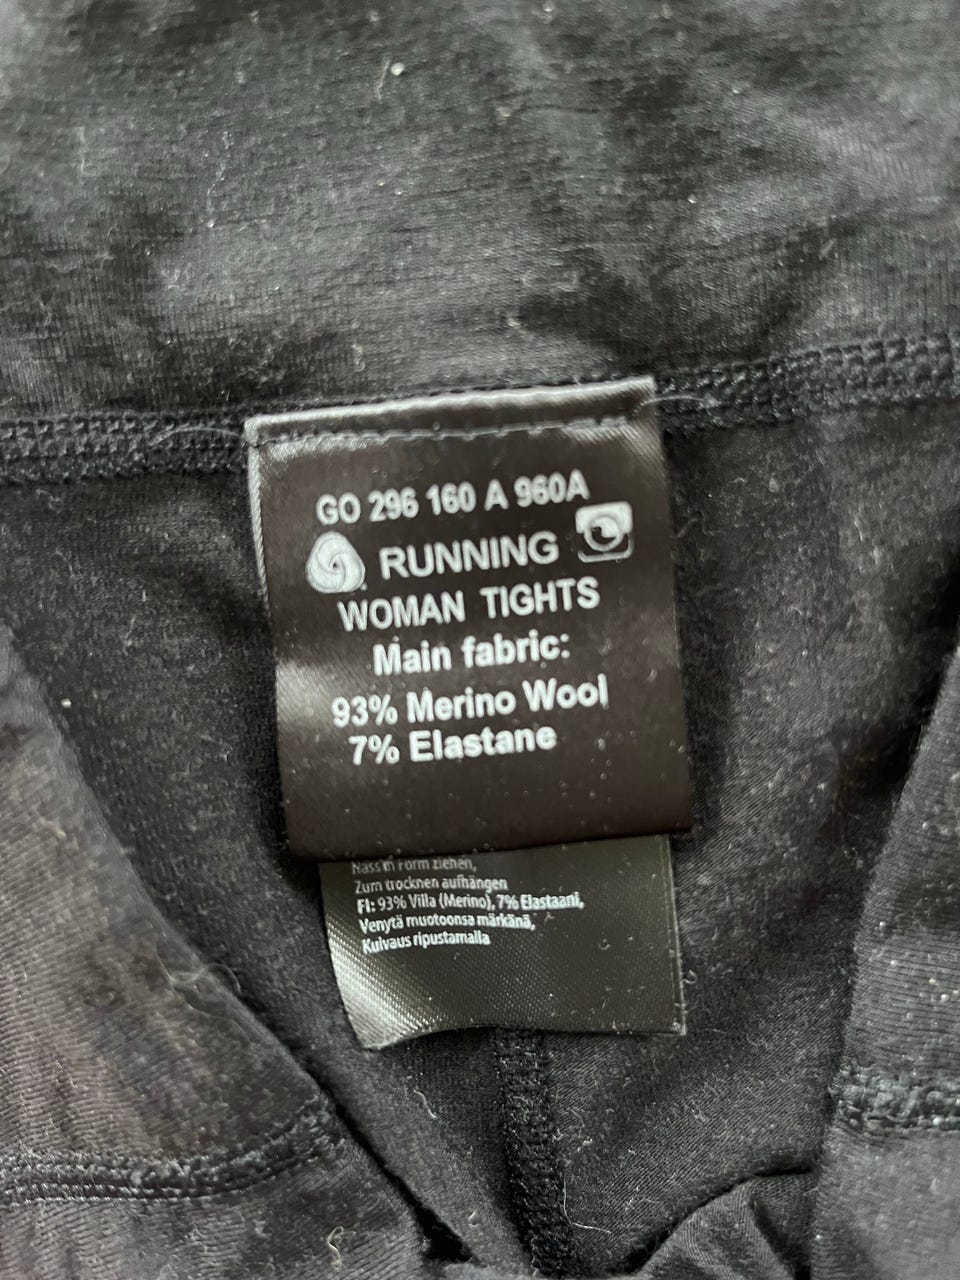 GO 296 160 A 960A
RUNNING
WOMAN TIGHTS
Main fabric:
93% Merino Wool
7% Elastane
Nass in Form ziehen,
Zum trocknen aufhängen
FI: 93% Villa (Merino), 7% Elastaani,
Venytä muotoonsa märkänä,
Kuivaus ripustamalla